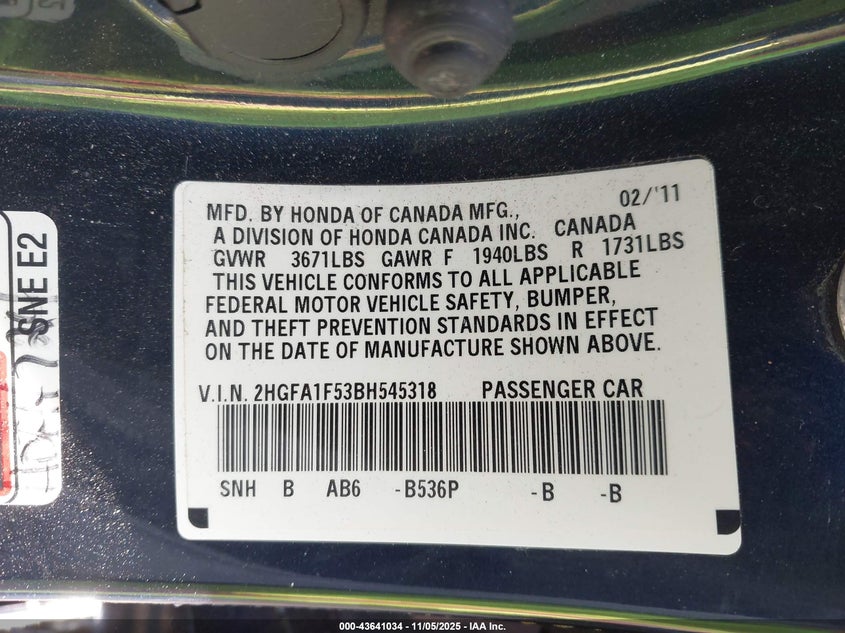 MFD. BY HONDA OF CANADA MFG., 02/'11
A DIVISION OF HONDA CANADA INC. CANADA
GVWR 3671LBS GAWR F 1940LBS R 1731LBS
THIS VEHICLE CONFORMS TO ALL APPLICABLE
FEDERAL MOTOR VEHICLE SAFETY, BUMPER,
AND THEFT PREVENTION STANDARDS IN EFFECT
ON THE DATE OF MANUFACTURE SHOWN ABOVE.
V.I.N. 2HGFA1F53BH545318 PASSENGER CAR
SNH B AB6 -B536P -B -B
SNE E2
000-43641034 - 11/05/2025 - IAA Inc.